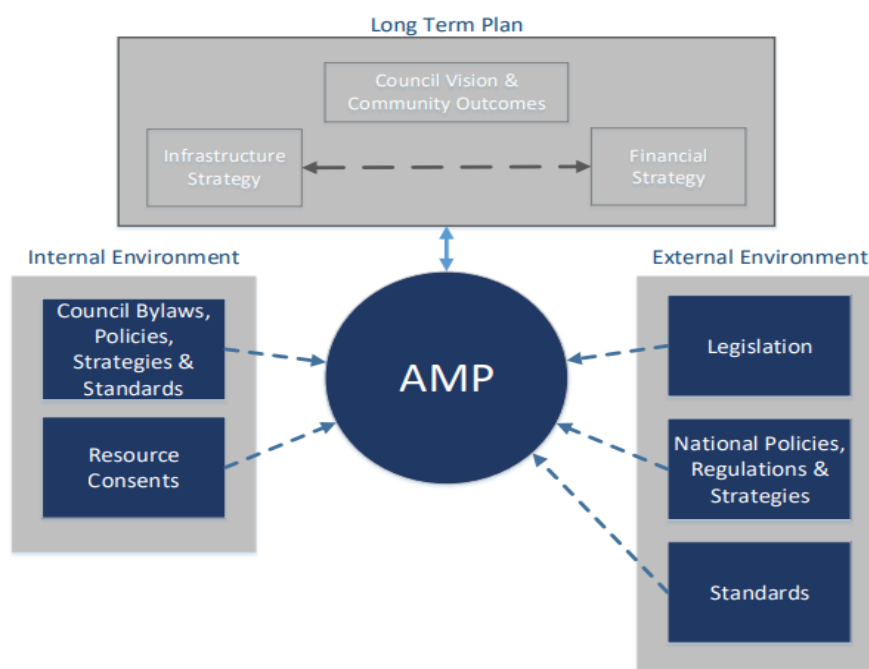 Long Term Plan
Council Vision &
Community Outcomes
Infrastructure
Strategy
Financial
Strategy
Internal Environment
Council Bylaws,
Policies,
Strategies &
Standards
Resource
Consents
AMP
External Environment
Legislation
National Policies,
Regulations &
Strategies
Standards